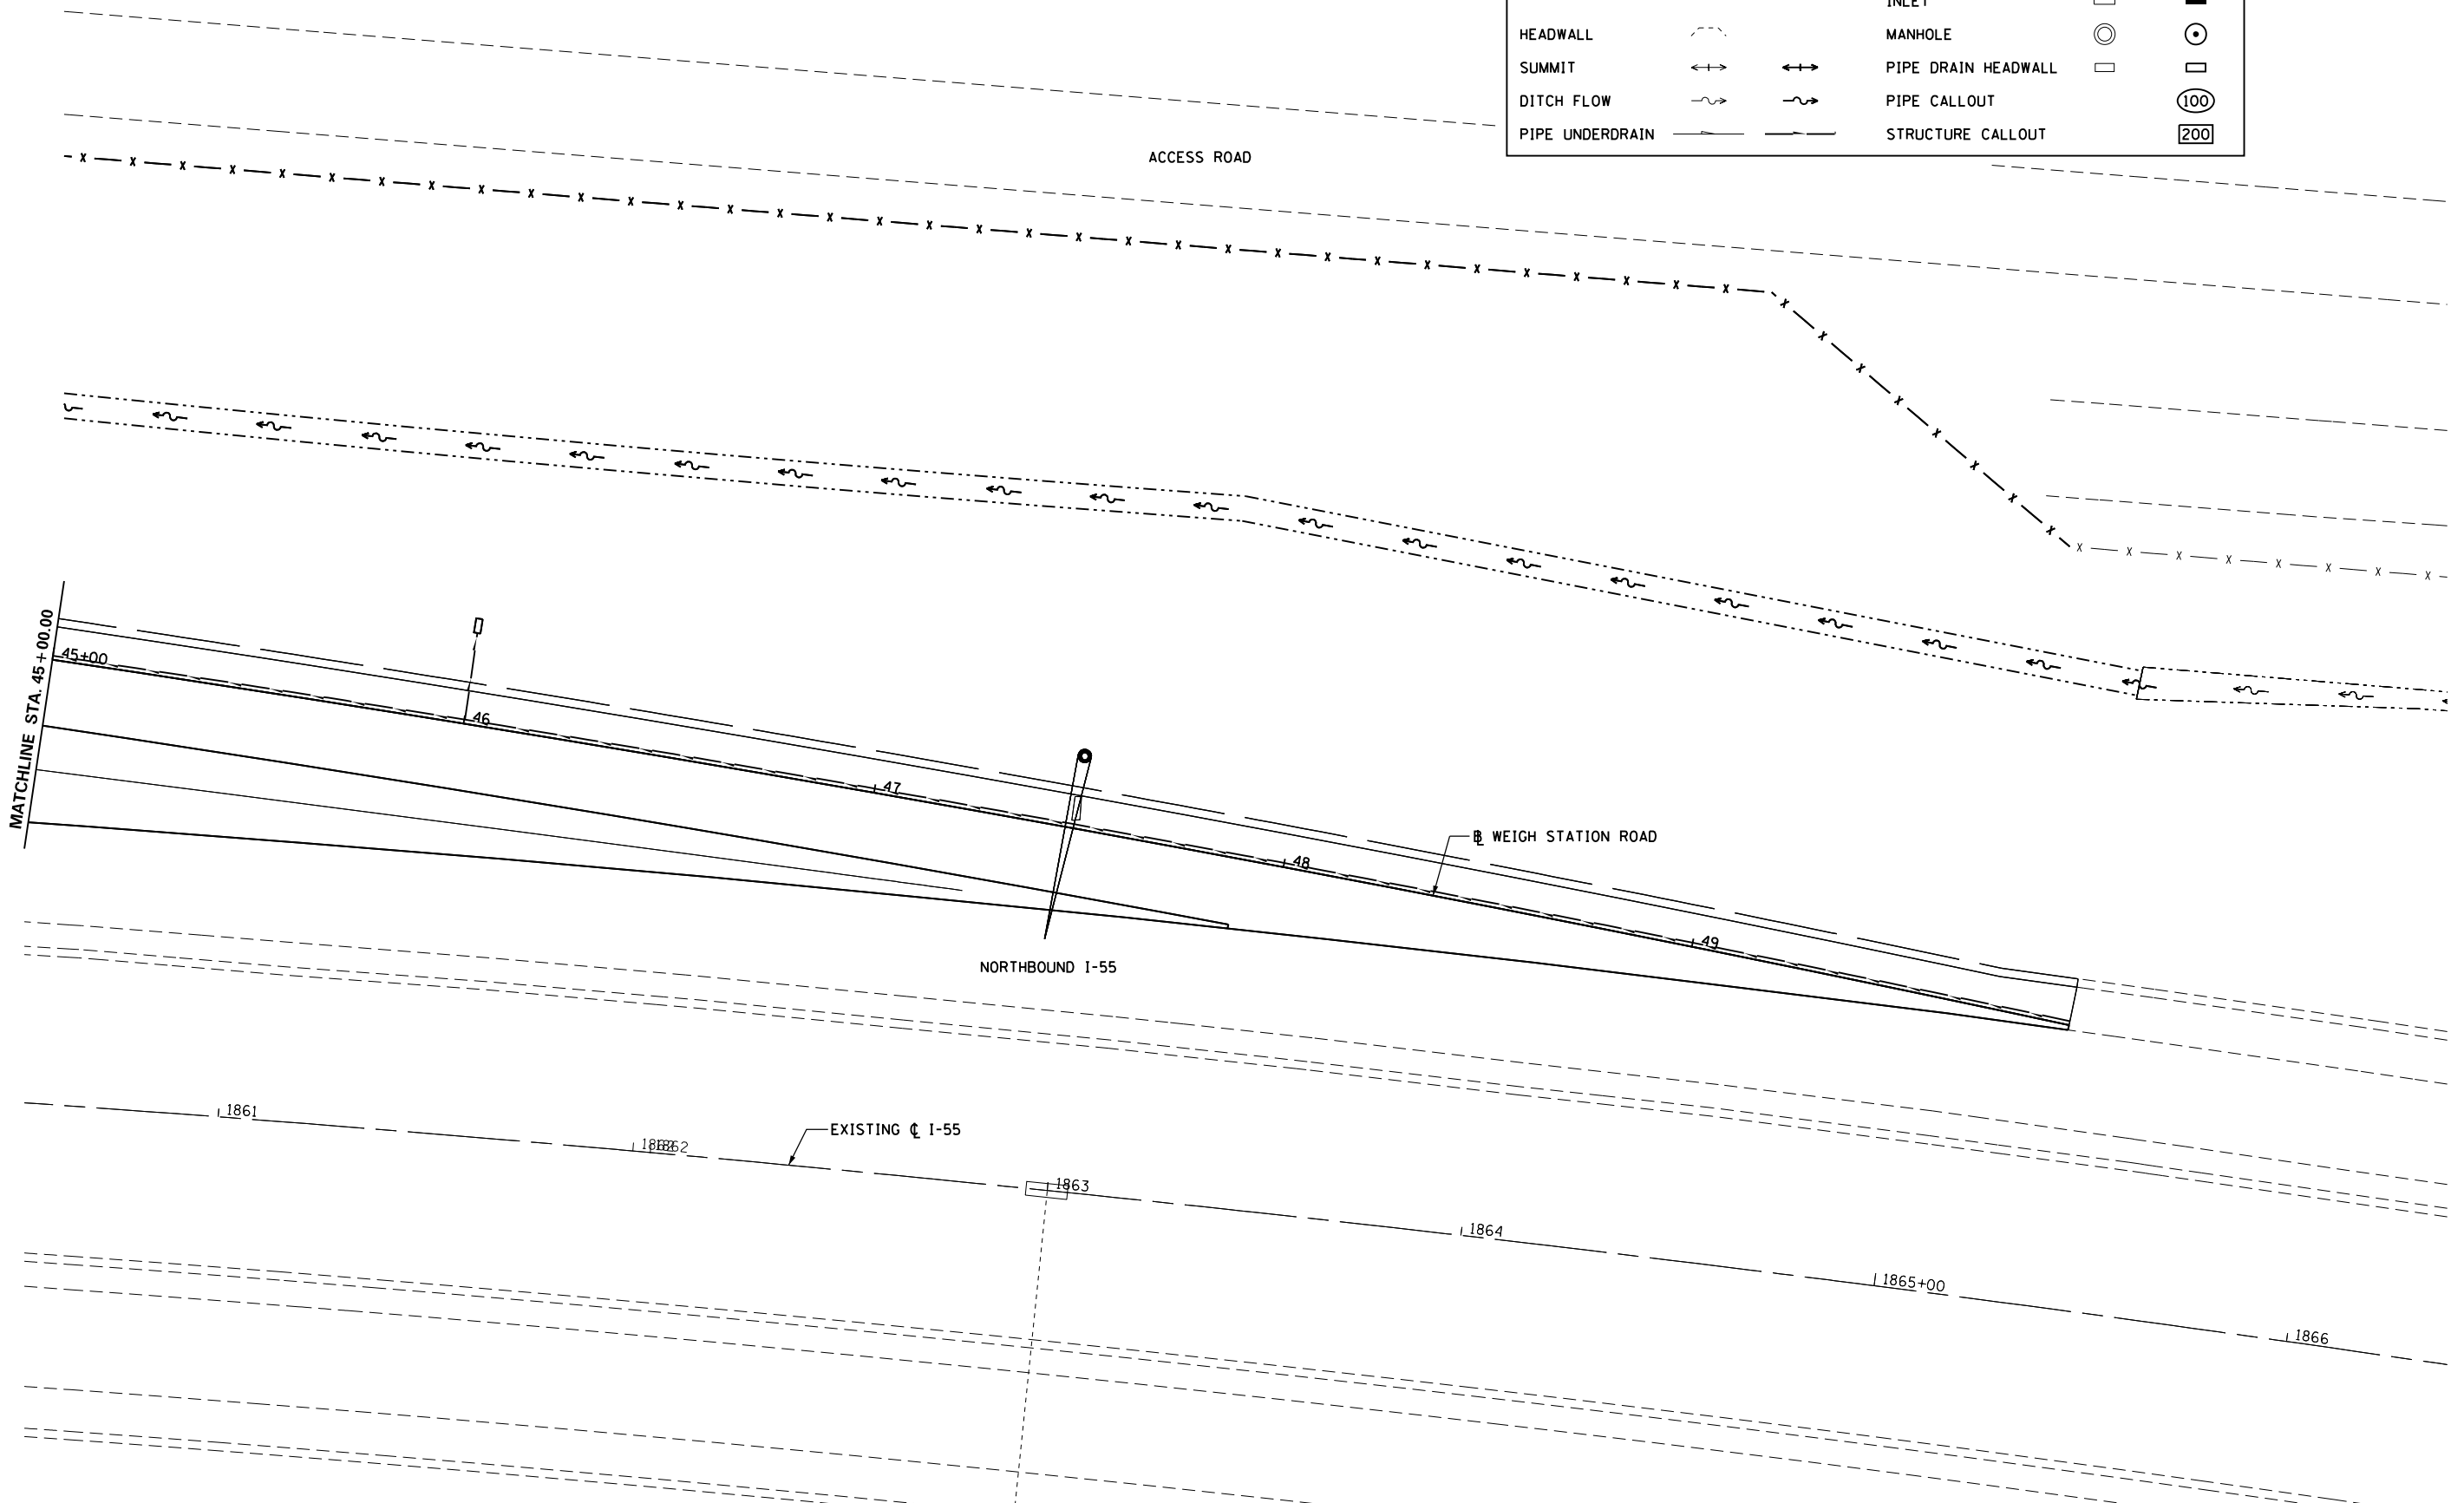 INLET
HEADWALL
MANHOLE
SUMMIT
PIPE DRAIN HEADWALL
DITCH FLOW
PIPE CALLOUT
100
PIPE UNDERDRAIN
STRUCTURE CALLOUT
200
ACCESS ROAD
MATCHLINE STA. 45+00.00
45+00
46
47
48
49
℄ WEIGH STATION ROAD
NORTHBOUND I-55
1861
1862
EXISTING ℄ I-55
1863
1864
1865+00
1866